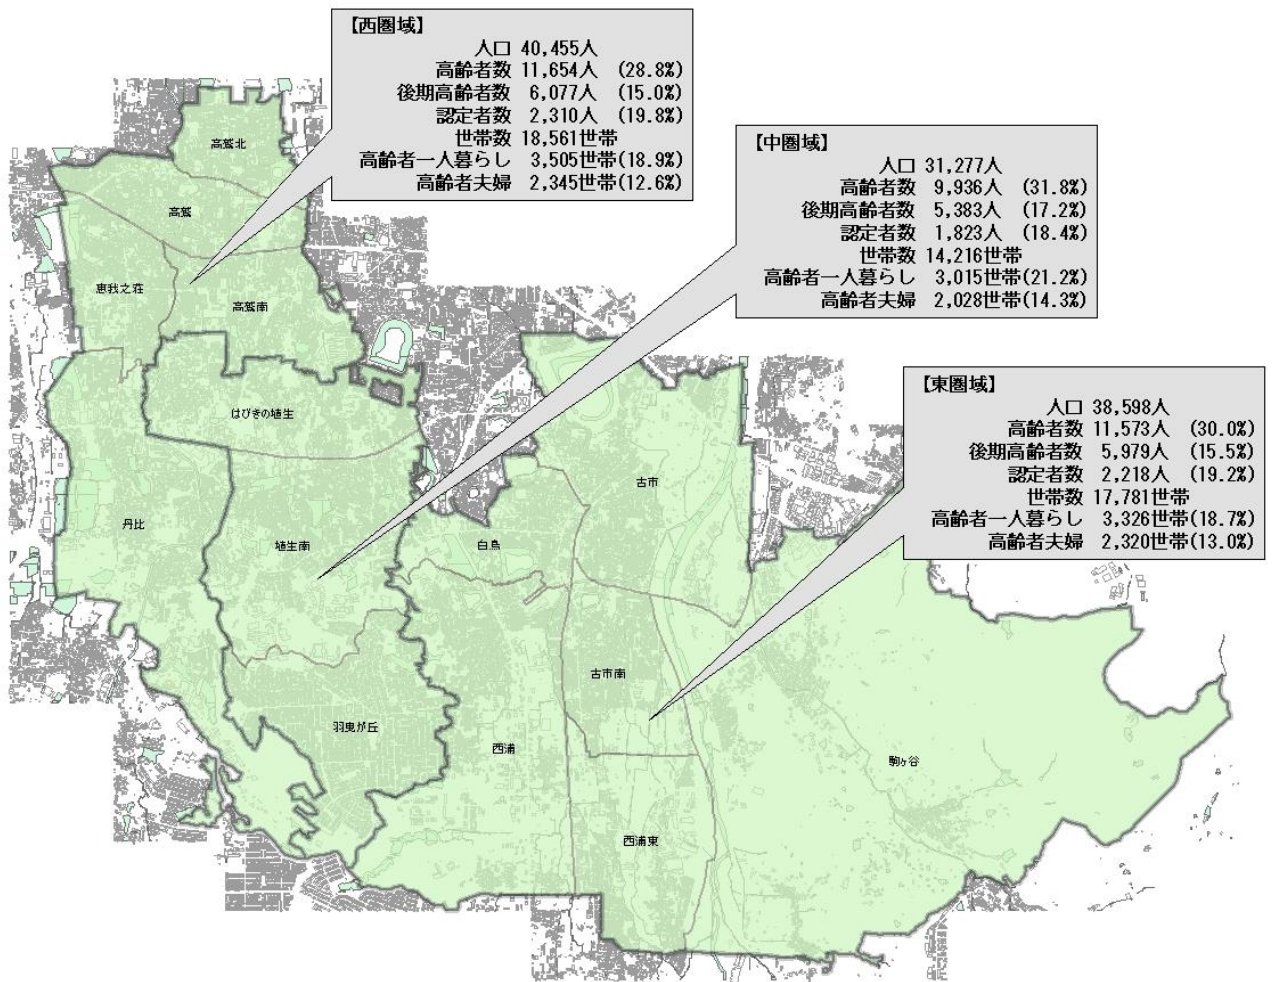 【西圏域】
人口 40,455人
高齢者数 11,654人 (28.8%)
後期高齢者数 6,077人 (15.0%)
認定者数 2,310人 (19.8%)
世帯数 18,561世帯
高齢者一人暮らし 3,505世帯(18.9%)
高齢者夫婦 2,345世帯(12.6%)
【中圏域】
人口 31,277人
高齢者数 9,936人 (31.8%)
後期高齢者数 5,383人 (17.2%)
認定者数 1,823人 (18.4%)
世帯数 14,216世帯
高齢者一人暮らし 3,015世帯(21.2%)
高齢者夫婦 2,028世帯(14.3%)
【東圏域】
人口 38,598人
高齢者数 11,573人 (30.0%)
後期高齢者数 5,979人 (15.5%)
認定者数 2,218人 (19.2%)
世帯数 17,781世帯
高齢者一人暮らし 3,326世帯(18.7%)
高齢者夫婦 2,320世帯(13.0%)
高鷲北
高鷲
恵我之荘
高鷲南
はびきの埴生
丹比
埴生南
羽曳が丘
古市
白鳥
古市南
西浦
駒ヶ谷
西浦東